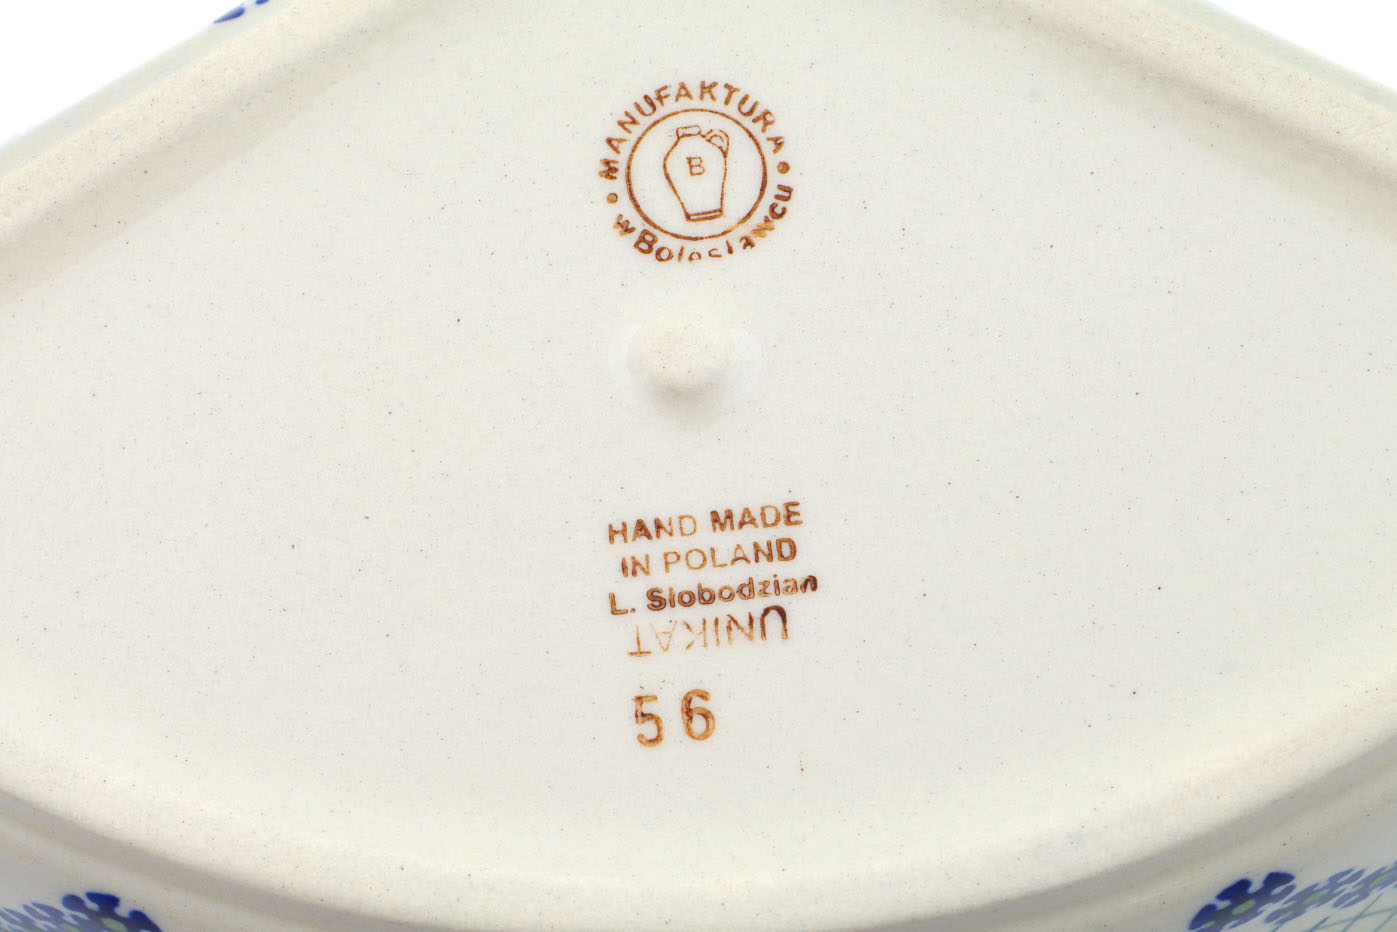 MANUFAKTURA
w Bolesławcu
B
HAND MADE
IN POLAND
L. Słobodzian
UNIKAT
56